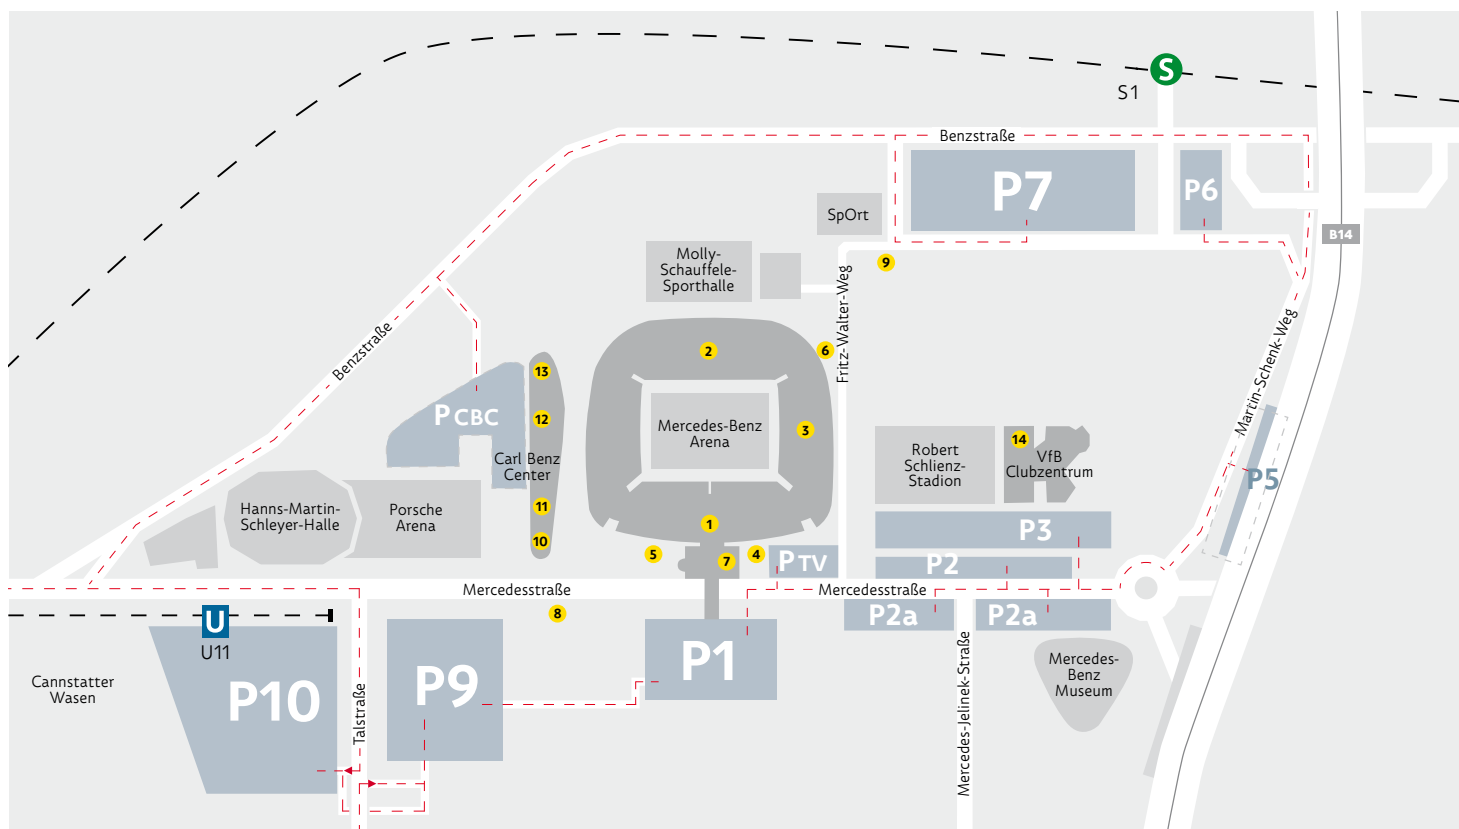 S
S1
Benzstraße
P7
P6
SpOrt
B14
Molly-
Schauffele-
Sporthalle
9
Fritz-Walter-Weg
Benzstraße
2
6
13
Martin-Schenk-Weg
P CBC
12
Mercedes-Benz
Arena
3
14
Robert
Schlienz-
Stadion
VfB
Clubzentrum
Carl Benz
Center
P5
Hanns-Martin-
Schleyer-Halle
Porsche
Arena
11
10
1
5
7
4
P TV
P3
P2
Mercedesstraße
Mercedesstraße
8
P2a
P2a
U
U11
Cannstatter
Wasen
P10
Talstraße
P9
P1
Mercedes-Jelinek-Straße
Mercedes-
Benz
Museum